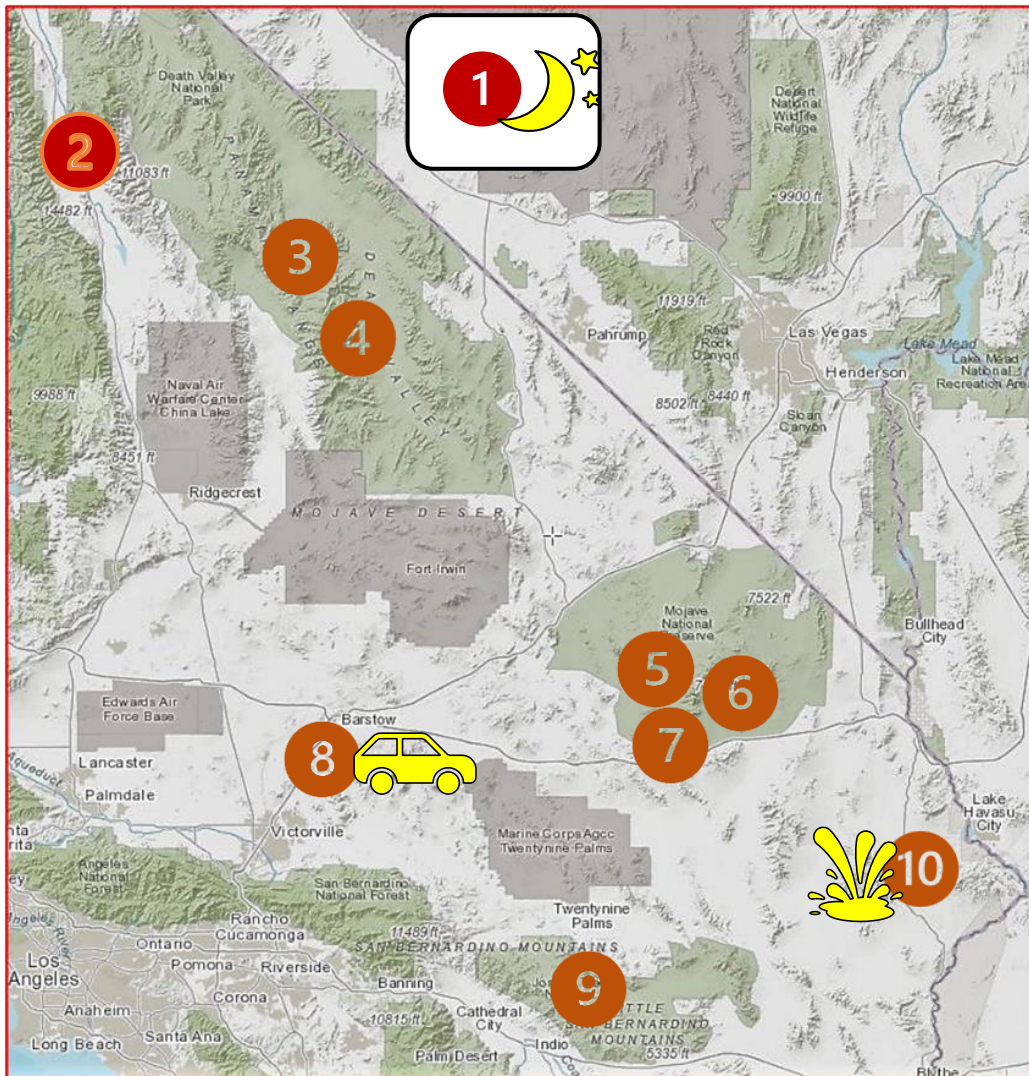 1
Death Valley
National
Park
Desert
National
Wildlife
Refuge
2
11083 ft
14482 ft
9900 ft
3
4
11919 ft
Pahrump
Red
Rock
Canyon
Las Vegas
Lake Mead
Henderson
Lake Mead
National
Recreation Area
Naval Air
Warfare Center
China Lake
9988 ft
8502 ft
8440 ft
Sloan
Canyon
VALLEY
8451 ft
Ridgecrest
MOJAVE DESERT
Fort Irwin
7522 ft
Mojave
National
Preserve
Bullhead
City
5
6
7
Edwards Air
Force Base
Barstow
8
Lancaster
Aqueduct
Palmdale
Victorville
Marine Corps Agcc
Twentynine Palms
Lake
Havasu
City
10
Angeles
National
Forest
San Bernardino
National Forest
Twentynine
Palms
Rancho
Cucamonga
11489 ft
SAN BERNARDINO MOUNTAINS
Los
Angeles
Ontario
Pomona
Riverside
Banning
9
Corona
Anaheim
10815 ft
Cathedral
City
LITTLE
SAN BERNARDINO
MOUNTAINS
Santa Ana
Long Beach
Palm Desert
Indio
5335 ft
Blythe